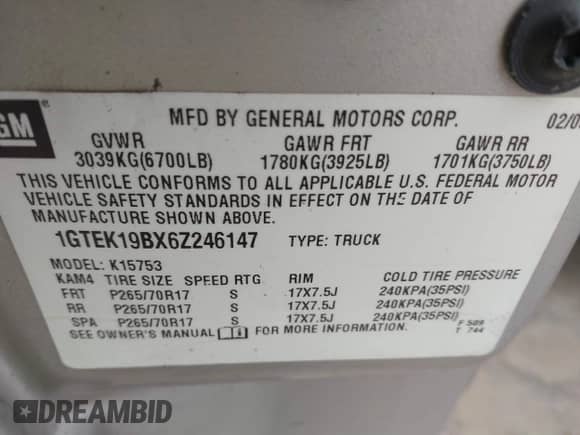 GM ®
MFD BY GENERAL MOTORS CORP. 02/0
GVWR GAWR FRT GAWR RR
3039KG(6700LB) 1780KG(3925LB) 1701KG(3750LB)
THIS VEHICLE CONFORMS TO ALL APPLICABLE U.S. FEDERAL MOTOR
VEHICLE SAFETY STANDARDS IN EFFECT ON THE DATE OF
MANUFACTURE SHOWN ABOVE.
1GTEK19BX6Z246147 TYPE: TRUCK
MODEL: K15753
KAM4 TIRE SIZE SPEED RTG RIM COLD TIRE PRESSURE
FRT P265/70R17 S 17X7.5J 240KPA(35PSI)
RR P265/70R17 S 17X7.5J 240KPA(35PSI)
SPA P265/70R17 S 17X7.5J 240KPA(35PSI)
SEE OWNER'S MANUAL FOR MORE INFORMATION. F 589
T 744
DREAMBID